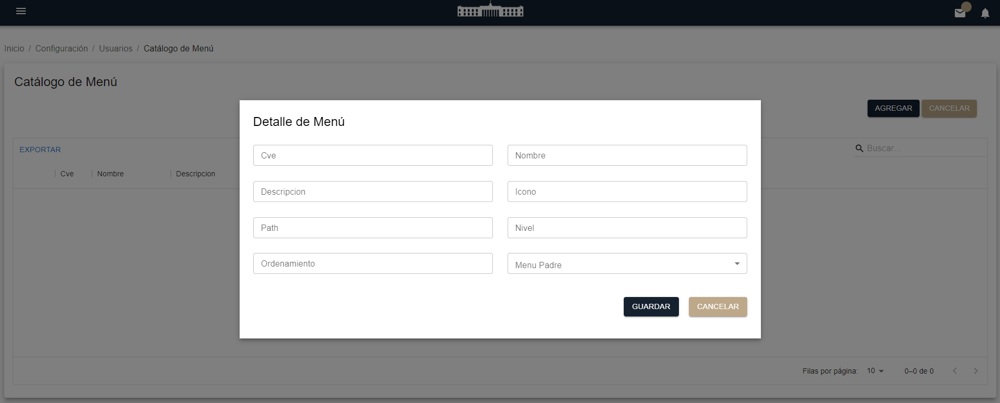 Inicio / Configuración / Usuarios / Catálogo de Menú
Catálogo de Menú
AGREGAR CANCELAR
EXPORTAR
Buscar...
Cve Nombre Descripcion
Detalle de Menú
Cve Nombre
Descripcion Icono
Path Nivel
Ordenamiento Menu Padre
GUARDAR CANCELAR
Filas por página: 10 0–0 de 0